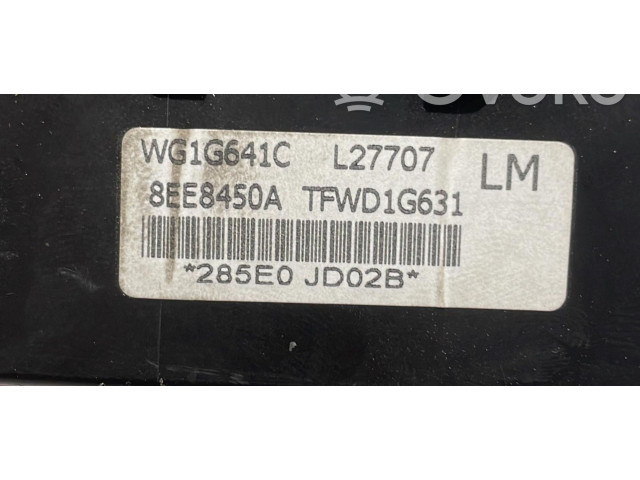 WG1G641C L27707 LM
8EE8450A TFWD1G631
*285E0 JD02B*